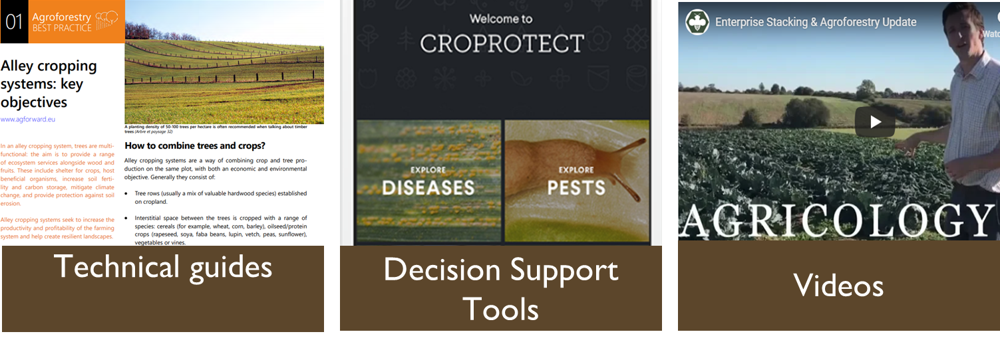 01
Agroforestry
BEST PRACTICE
Alley cropping
systems: key
objectives
www.agforward.eu
In an alley cropping system, trees are multi-
functional: the aim is to provide a range
of ecosystem services alongside wood and
fruits. These include shelter for crops, host
beneficial organisms, increase soil ferti-
lity and carbon storage, mitigate climate
change, and provide protection against soil
erosion.
Alley cropping systems seek to increase the
productivity and profitability of the farming
system and help create resilient landscapes.
A planting density of 50-100 trees per hectare is often recommended when talking about timber
trees (Arbre et paysage 32)
How to combine trees and crops?
Alley cropping systems are a way of combining crop and tree pro-
duction on the same plot, with both an economic and environmental
objective. Generally they consist of:
• Tree rows (usually a mix of valuable hardwood species) established
on cropland.
• Interstitial space between the trees is cropped with a range of
species: cereals (for example, wheat, corn, barley), oilseed/protein
crops (rapeseed, soya, faba beans, lupin, vetch, peas, sunflower),
vegetables or vines.
Technical guides
Welcome to
CROPROTECT
EXPLORE
DISEASES
EXPLORE
PESTS
Decision Support
Tools
Enterprise Stacking & Agroforestry Update
Watc
AGRICOLOGY
Videos